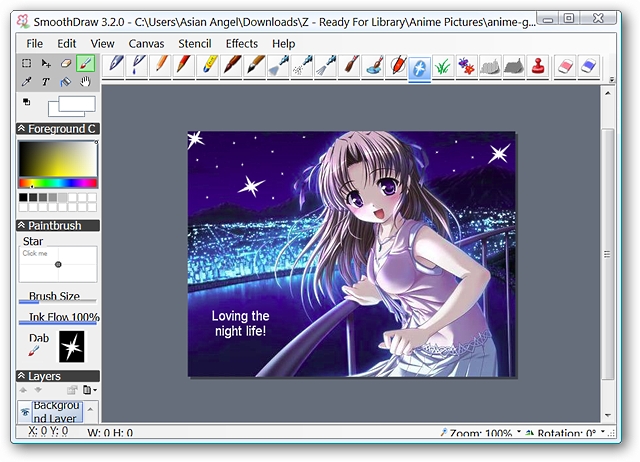 SmoothDraw 3.2.0 - C:\Users\Asian Angel\Downloads\Z - Ready For Library\Anime Pictures\anime-g...
File Edit View Canvas Stencil Effects Help
T
Foreground C
Paintbrush
Star
Click me
Brush Size
Ink Flow 100%
Dab
Layers
Backgrou
nd Layer
Loving the
night life!
X: 0 Y: 0 W: 0 H: 0 Zoom: 100% Rotation: 0°